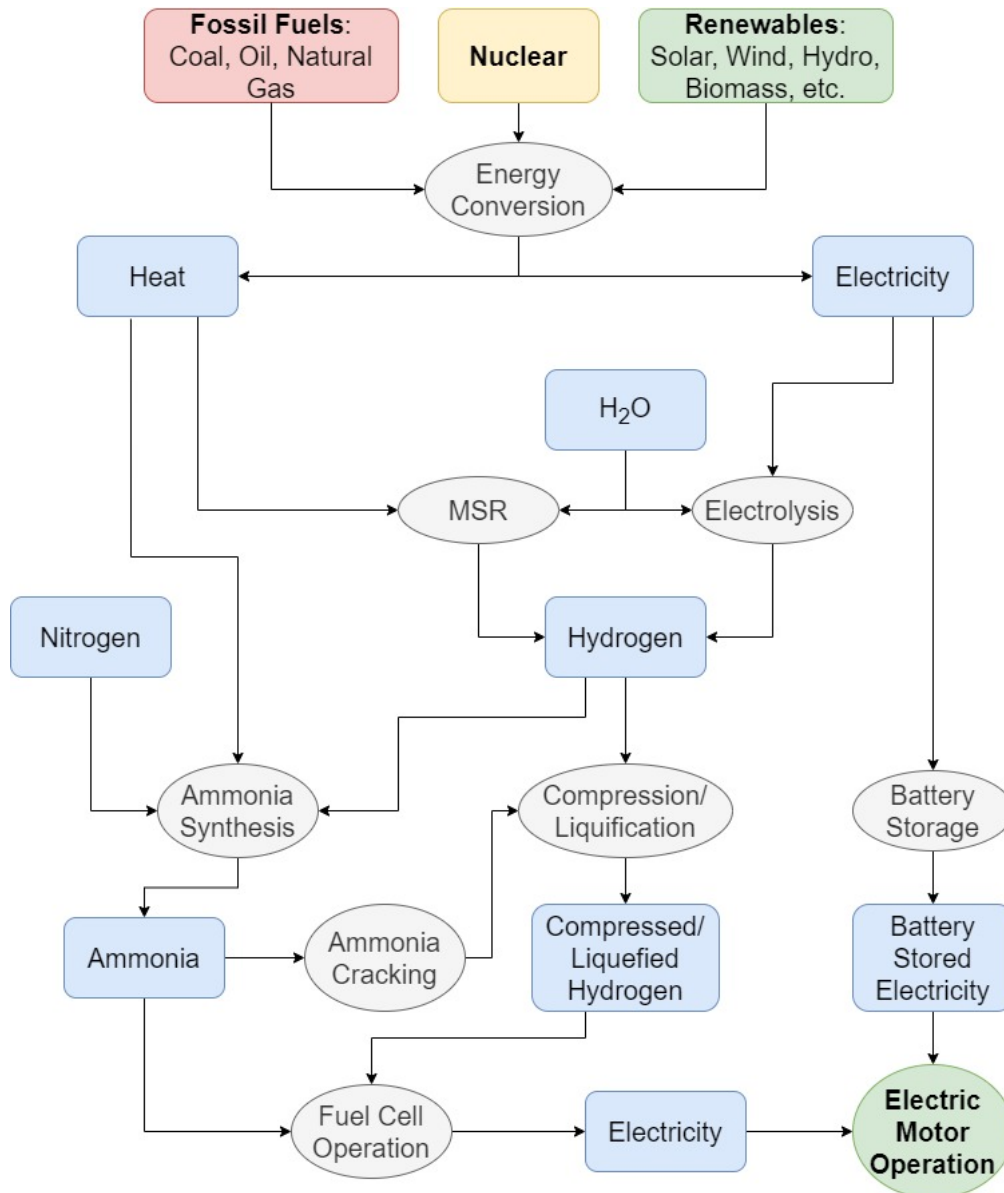 Fossil Fuels:
Coal, Oil, Natural
Gas
Nuclear
Renewables:
Solar, Wind, Hydro,
Biomass, etc.
Energy
Conversion
Heat
Electricity
H₂O
MSR
Electrolysis
Nitrogen
Hydrogen
Ammonia
Synthesis
Compression/
Liquification
Battery
Storage
Ammonia
Ammonia
Cracking
Compressed/
Liquefied
Hydrogen
Battery
Stored
Electricity
Fuel Cell
Operation
Electricity
Electric
Motor
Operation